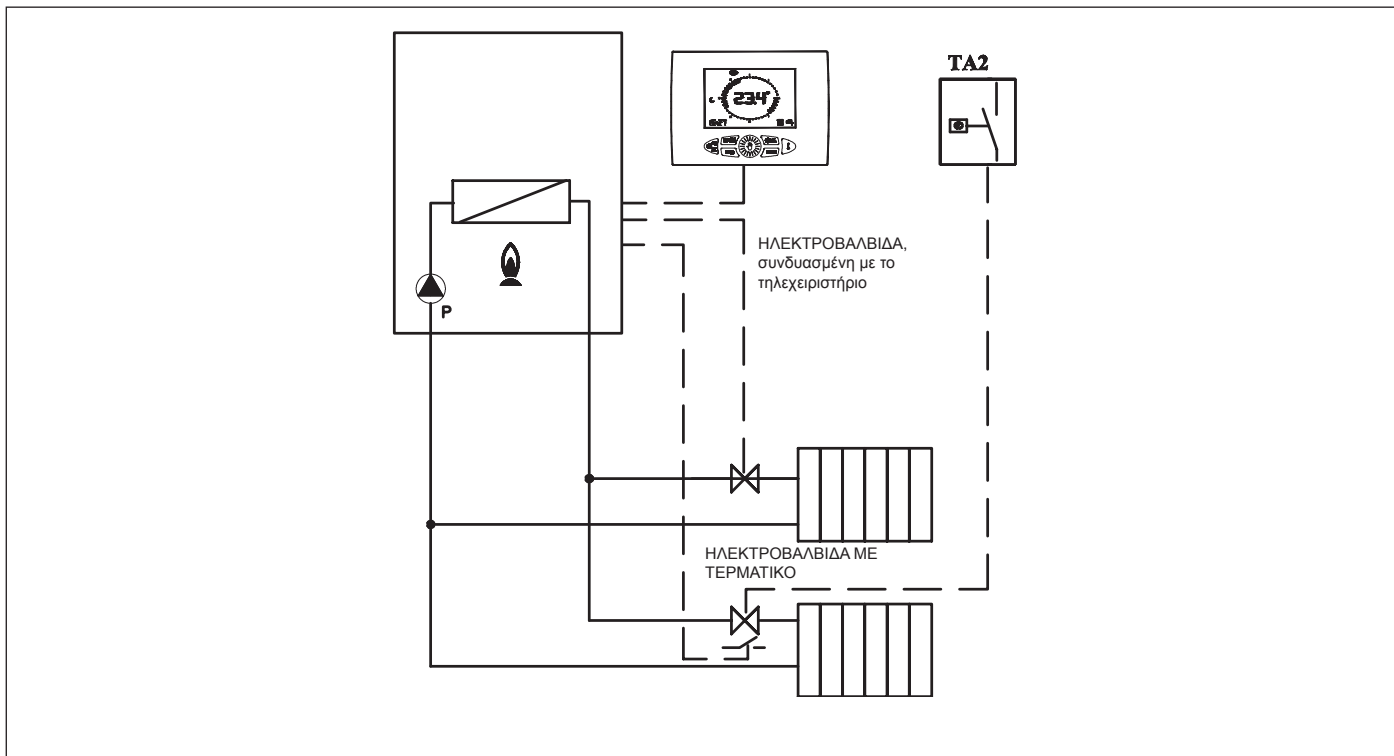 TA2
23.4°
ΗΛΕΚΤΡΟΒΑΛΒΙΔΑ,
συνδυασμένη με το
τηλεχειριστήριο
P
ΗΛΕΚΤΡΟΒΑΛΒΙΔΑ ΜΕ
ΤΕΡΜΑΤΙΚΟ